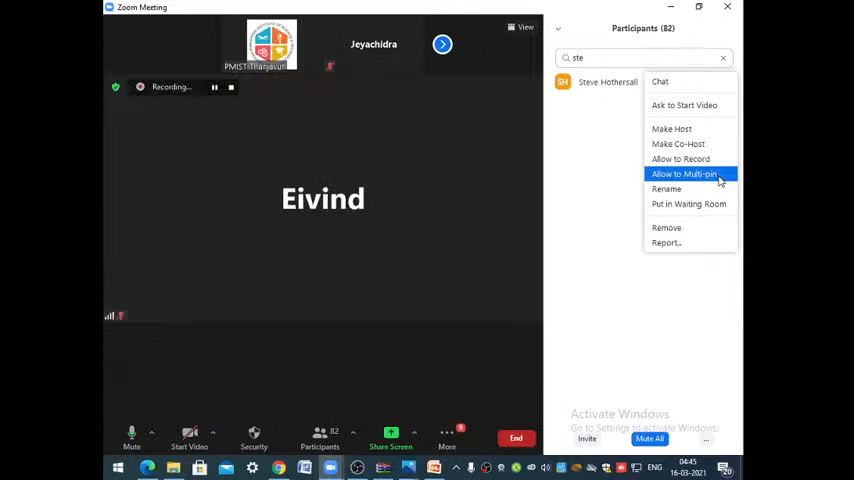 Zoom Meeting
PMIST Thanjavur
Jeyachidra
View
Recording...
Eivind
Participants (82)
ste
SH
Steve Hothersall
Chat
Ask to Start Video
Make Host
Make Co-Host
Allow to Record
Allow to Multi-pin
Rename
Put in Waiting Room
Remove
Report...
Activate Windows
Go to Settings to activate Windows.
Invite
Mute All
...
Mute
Start Video
Security
82
Participants
Share Screen
9
More
End
ENG
04:45
16-03-2021
20